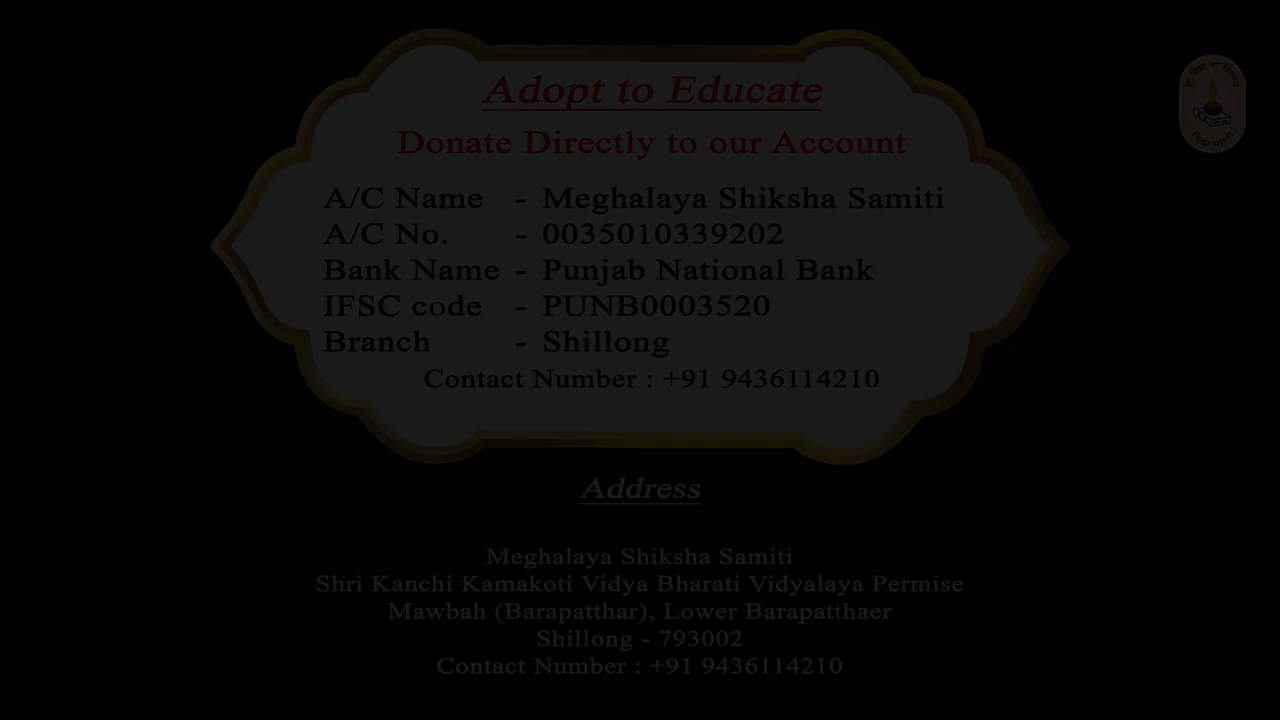 Adopt to Educate
Donate Directly to our Account
A/C Name - Meghalaya Shiksha Samiti
A/C No. - 0035010339202
Bank Name - Punjab National Bank
IFSC code - PUNB0003520
Branch - Shillong
Contact Number : +91 9436114210
Address
Meghalaya Shiksha Samiti
Shri Kanchi Kamakoti Vidya Bharati Vidyalaya Permise
Mawbah (Barapatthar), Lower Barapatthaer
Shillong - 793002
Contact Number : +91 9436114210